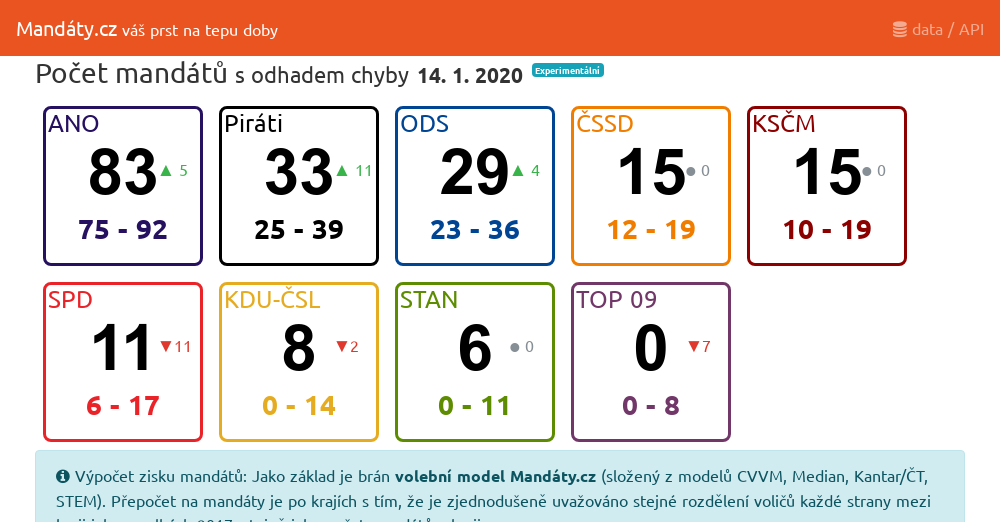 Mandáty.cz váš prst na tepu doby
data / API
Počet mandátů s odhadem chyby 14. 1. 2020 Experimentální
ANO
83 ▲ 5
75 - 92
Piráti
33 ▲ 11
25 - 39
ODS
29 ▲ 4
23 - 36
ČSSD
15 ● 0
12 - 19
KSČM
15 ● 0
10 - 19
SPD
11 ▼11
6 - 17
KDU-ČSL
8 ▼2
0 - 14
STAN
6 ● 0
0 - 11
TOP 09
0 ▼7
0 - 8
Výpočet zisku mandátů: Jako základ je brán volební model Mandáty.cz (složený z modelů CVVM, Median, Kantar/ČT,
STEM). Přepočet na mandáty je po krajích s tím, že je zjednodušeně uvažováno stejné rozdělení voličů každé strany mezi